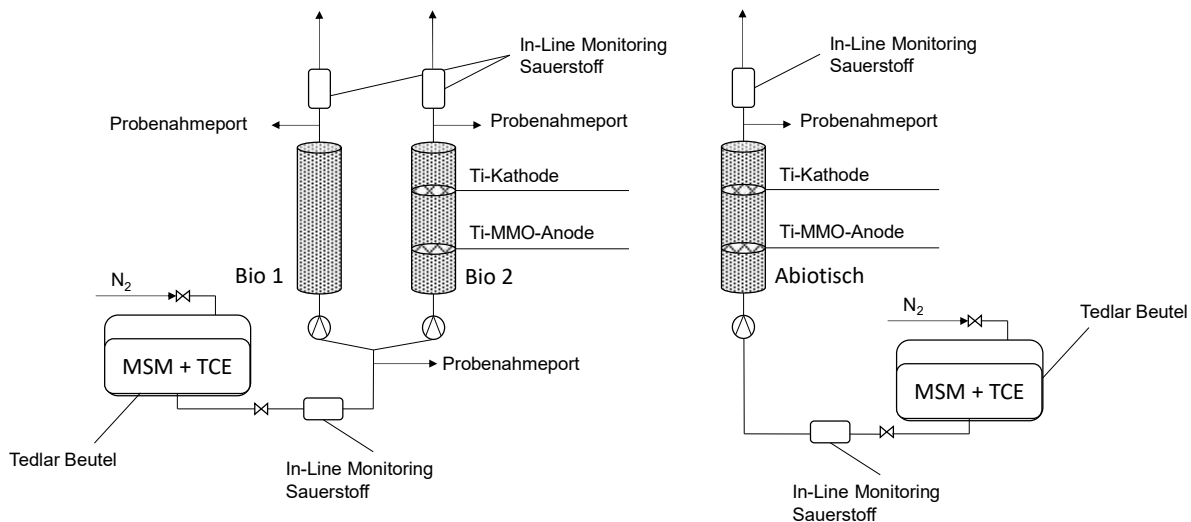 In-Line Monitoring
Sauerstoff
Probenahmeport
Probenahmeport
Ti-Kathode
Ti-MMO-Anode
Bio 1
Bio 2
N2
MSM + TCE
Probenahmeport
Tedlar Beutel
In-Line Monitoring
Sauerstoff
In-Line Monitoring
Sauerstoff
Probenahmeport
Ti-Kathode
Ti-MMO-Anode
Abiotisch
N2
Tedlar Beutel
MSM + TCE
In-Line Monitoring
Sauerstoff